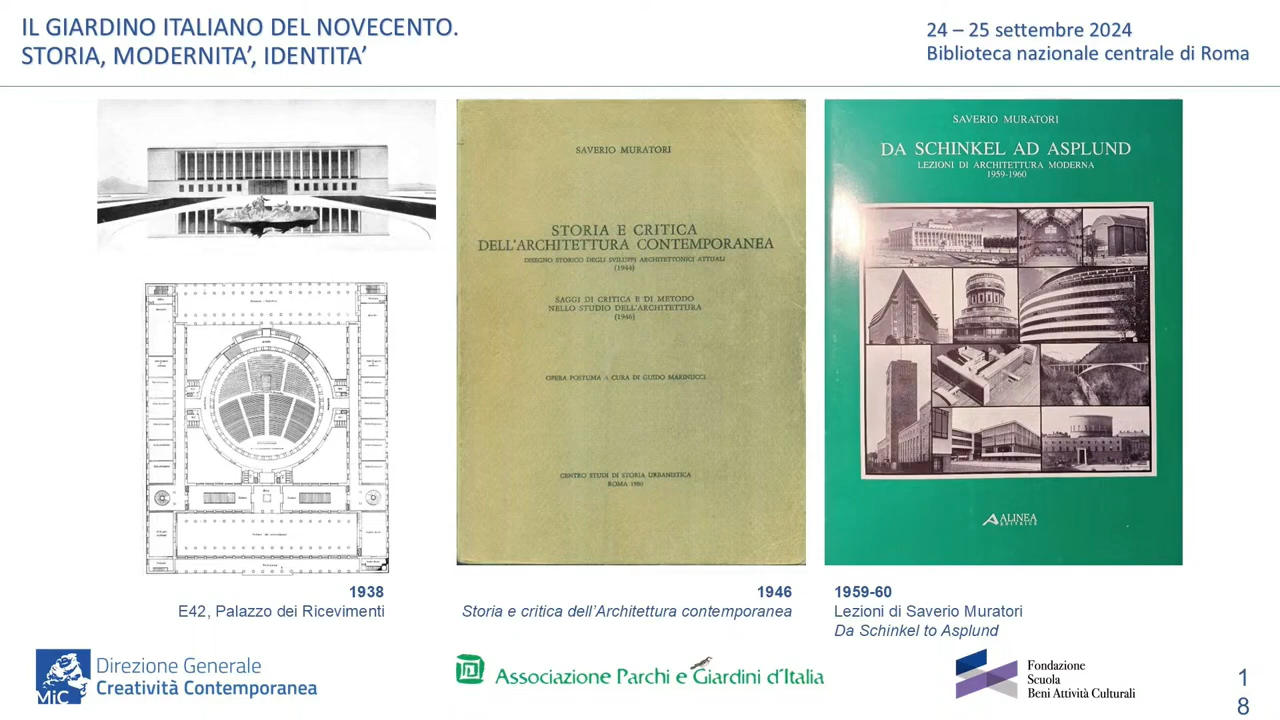 IL GIARDINO ITALIANO DEL NOVECENTO.
STORIA, MODERNITA’, IDENTITA’
24 – 25 settembre 2024
Biblioteca nazionale centrale di Roma
SAVERIO MURATORI
STORIA E CRITICA
DELL'ARCHITETTURA CONTEMPORANEA
DISEGNO STORICO DEGLI SVILUPPI ARCHITETTONICI ATTUALI
(1944)
SAGGI DI CRITICA E DI METODO
NELLO STUDIO DELL'ARCHITETTURA
(1946)
OPERA POSTUMA A CURA DI GUIDO MARINUCCI
CENTRO STUDI DI STORIA URBANISTICA
ROMA 1980
SAVERIO MURATORI
DA SCHINKEL AD ASPLUND
LEZIONI DI ARCHITETTURA MODERNA
1959-1960
ALINEA
EDITRICE
1938
E42, Palazzo dei Ricevimenti
1946
Storia e critica dell’Architettura contemporanea
1959-60
Lezioni di Saverio Muratori
Da Schinkel to Asplund
MiC
Direzione Generale
Creatività Contemporanea
Associazione Parchi e Giardini d’Italia
Fondazione
Scuola
Beni Attività Culturali
1
8